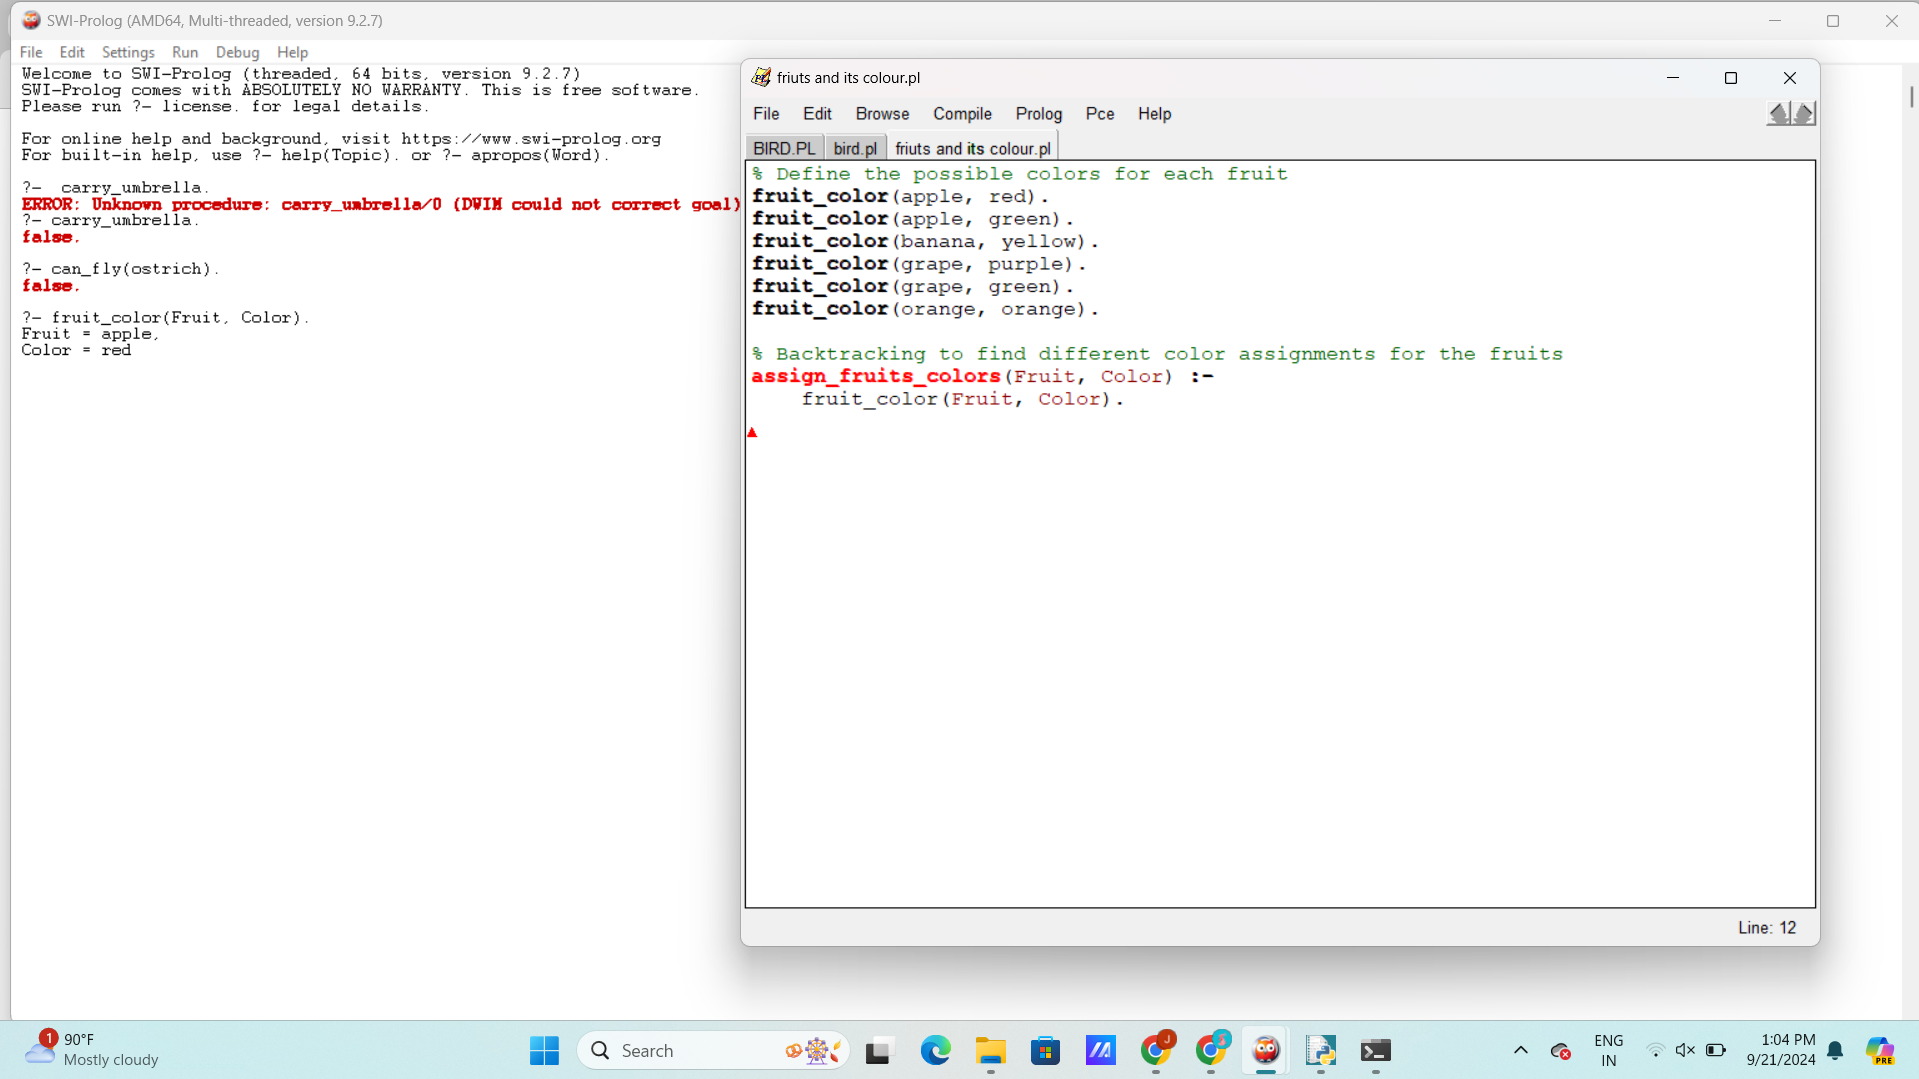 SWI-Prolog (AMD64, Multi-threaded, version 9.2.7)
File Edit Settings Run Debug Help
Welcome to SWI-Prolog (threaded, 64 bits, version 9.2.7)
SWI-Prolog comes with ABSOLUTELY NO WARRANTY. This is free software.
Please run ?- license. for legal details.
For online help and background, visit https://www.swi-prolog.org
For built-in help, use ?- help(Topic). or ?- apropos(Word).
?-  carry_umbrella.
ERROR: Unknown procedure: carry_umbrella/0 (DWIM could not correct goal)
?- carry_umbrella.
false.
?- can_fly(ostrich).
false.
?- fruit_color(Fruit, Color).
Fruit = apple,
Color = red
friuts and its colour.pl
File Edit Browse Compile Prolog Pce Help
BIRD.PL bird.pl friuts and its colour.pl
% Define the possible colors for each fruit
fruit_color(apple, red).
fruit_color(apple, green).
fruit_color(banana, yellow).
fruit_color(grape, purple).
fruit_color(grape, green).
fruit_color(orange, orange).
% Backtracking to find different color assignments for the fruits
assign_fruits_colors(Fruit, Color) :-
    fruit_color(Fruit, Color).
Line: 12
1
90°F
Mostly cloudy
Search
J
S
PRE
ENG
IN
1:04 PM
9/21/2024